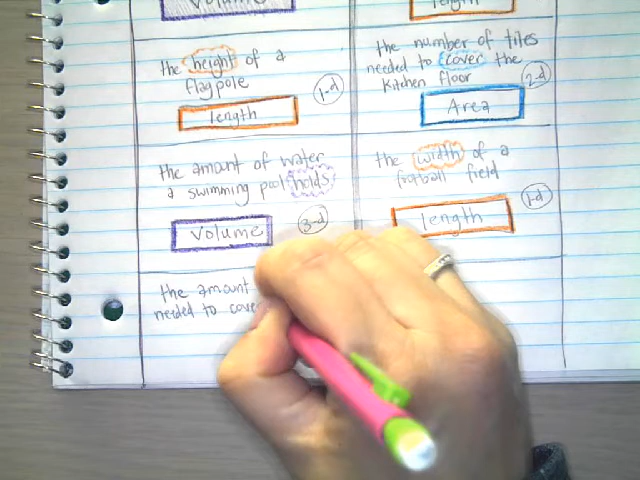 Volume
length
the height of a
flagpole
1-d
length
the number of tiles
needed to cover the
kitchen floor
2-d
Area
the amount of water
a swimming pool holds
3-d
Volume
the width of a
football field
1-d
length
the amount
needed to cover